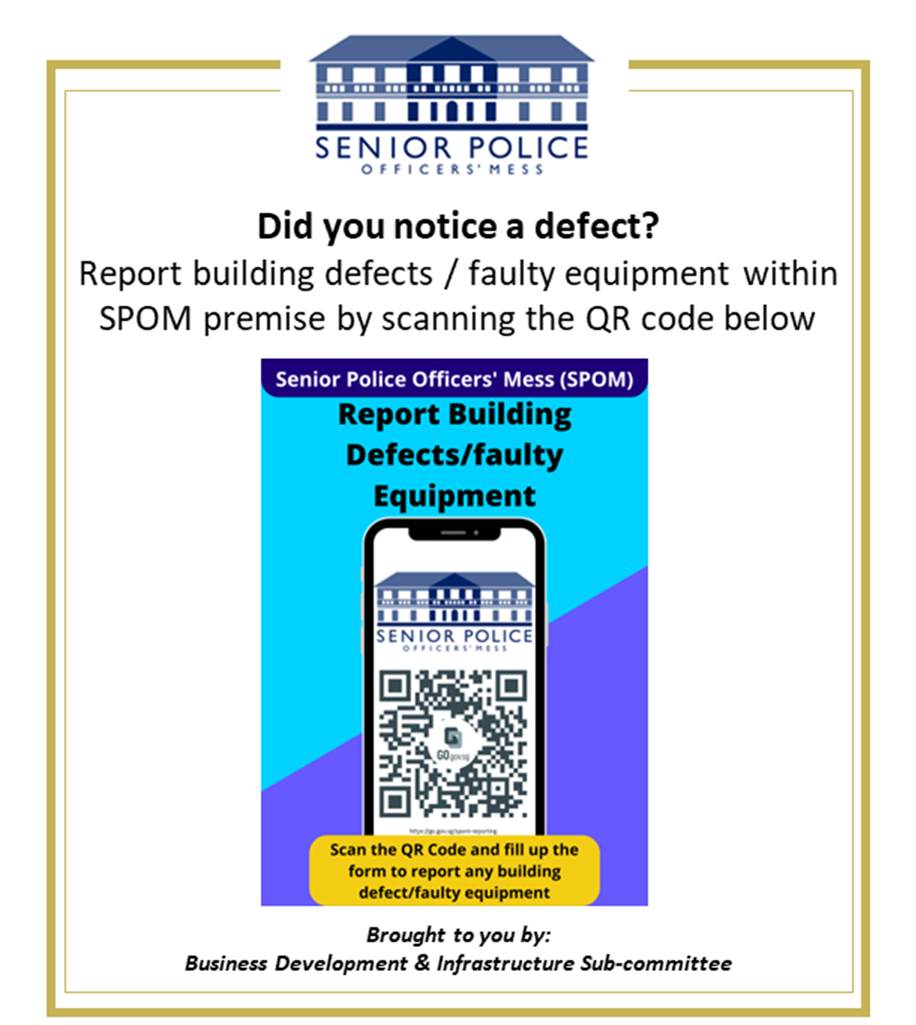 SENIOR POLICE
OFFICERS' MESS
Did you notice a defect?
Report building defects / faulty equipment within
SPOM premise by scanning the QR code below
Senior Police Officers' Mess (SPOM)
Report Building
Defects/faulty
Equipment
SENIOR POLICE
OFFICERS' MESS
GOgov.sg
https://go.gov.sg/spom-reporting
Scan the QR Code and fill up the
form to report any building
defect/faulty equipment
Brought to you by:
Business Development & Infrastructure Sub-committee